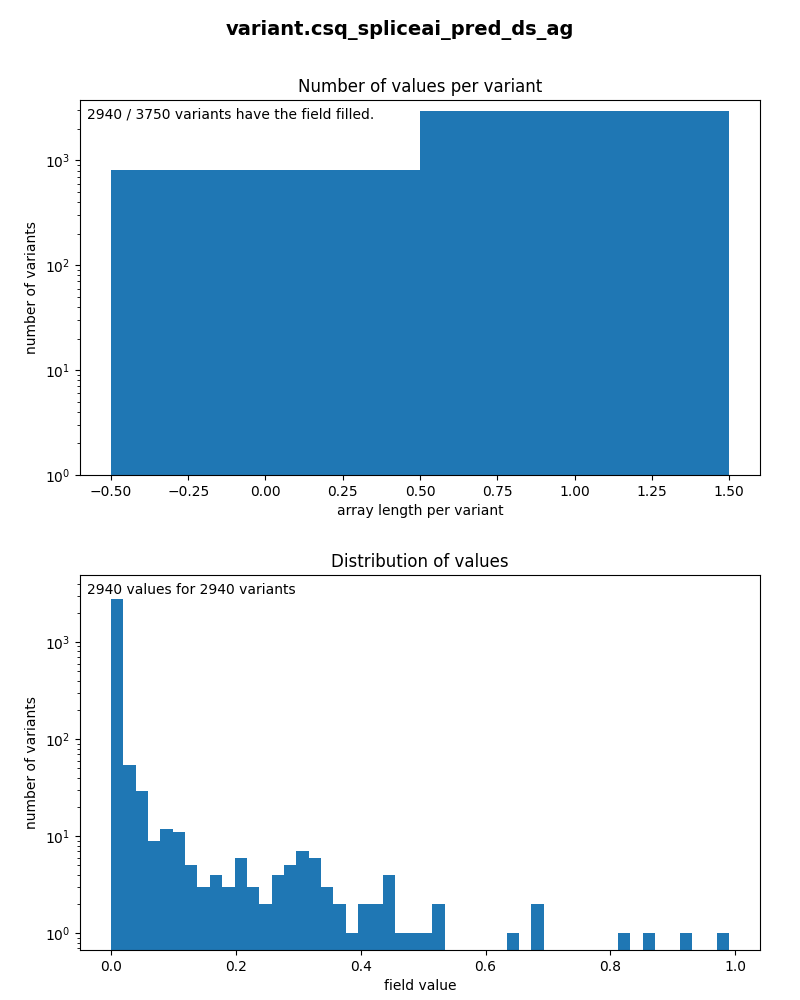 variant.csq_spliceai_pred_ds_ag
Number of values per variant
2940 / 3750 variants have the field filled.
10³
10²
10¹
10⁰
number of variants
−0.50 −0.25 0.00 0.25 0.50 0.75 1.00 1.25 1.50
array length per variant
Distribution of values
2940 values for 2940 variants
10³
10²
10¹
10⁰
number of variants
0.0 0.2 0.4 0.6 0.8 1.0
field value